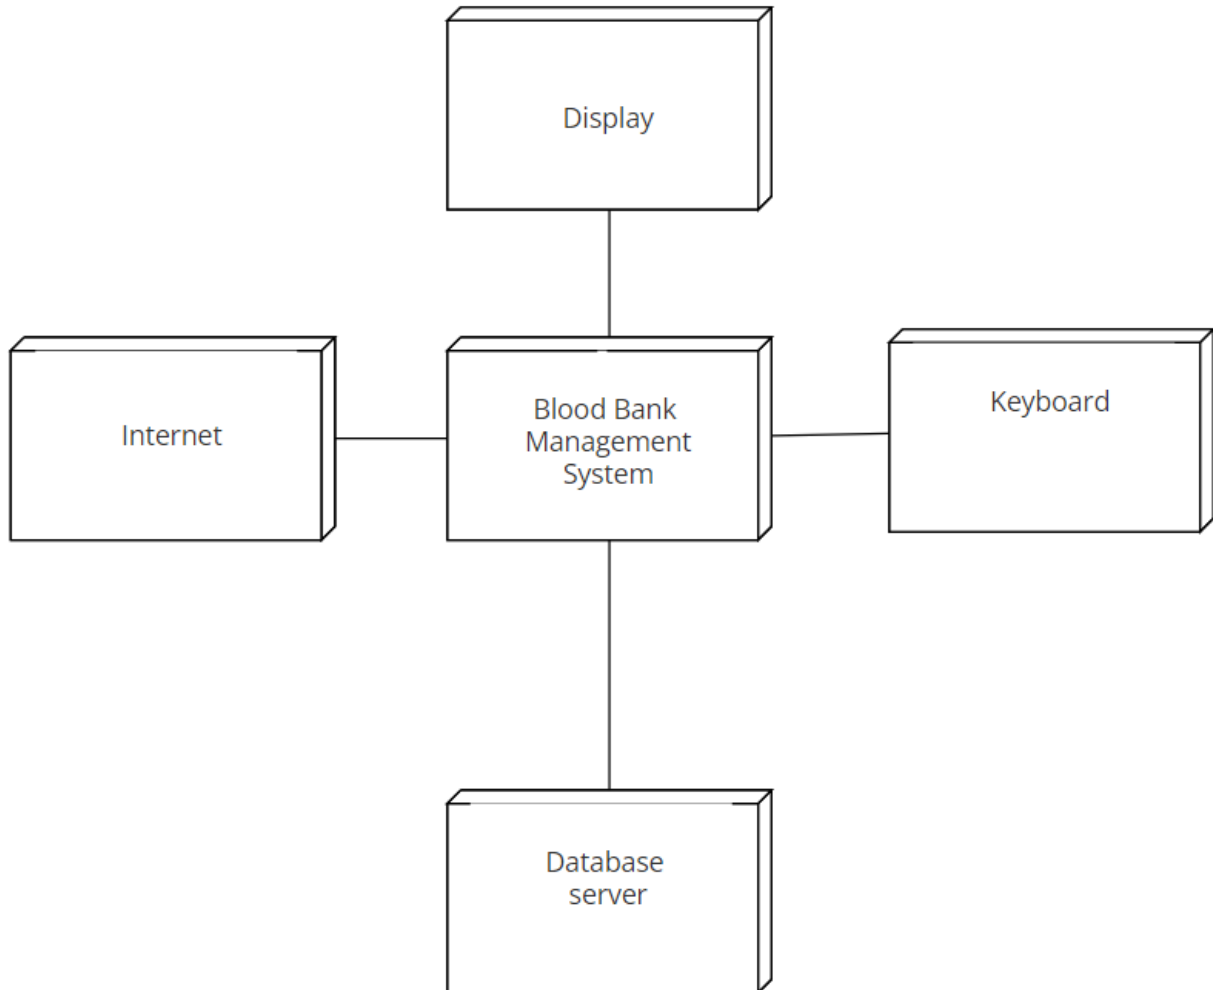 Display
Internet
Blood Bank
Management
System
Keyboard
Database
server